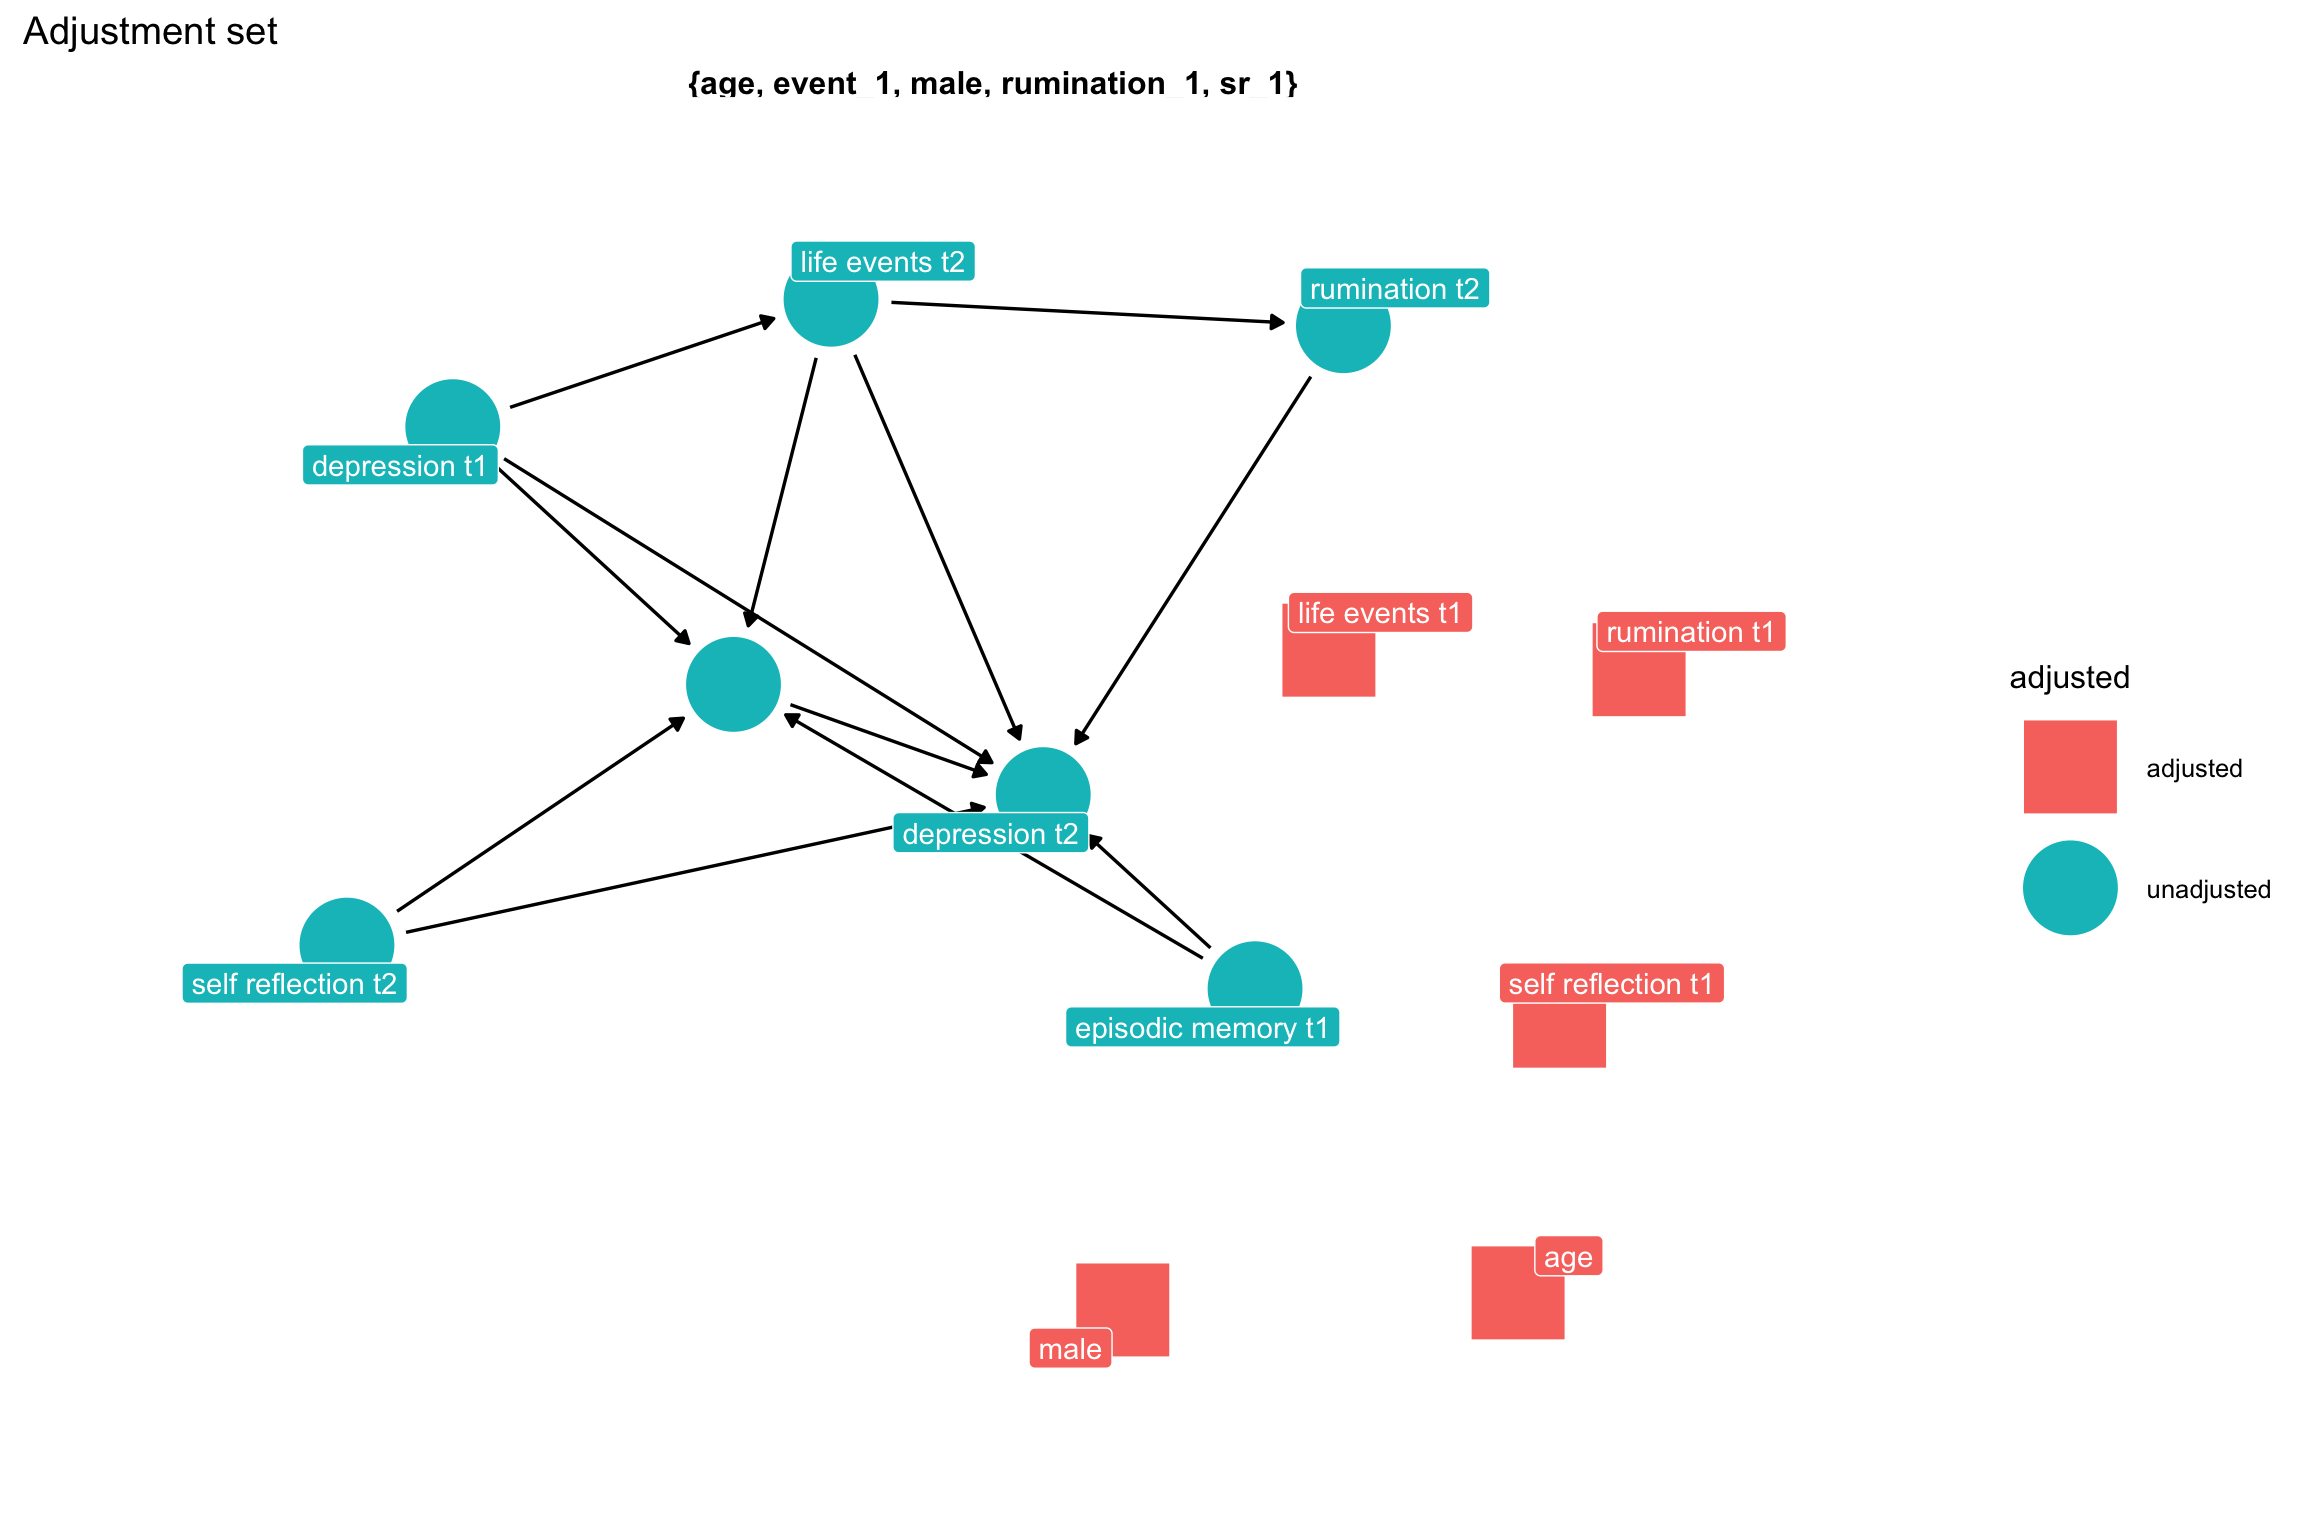 Adjustment set
{age, event_1, male, rumination_1, sr_1}
life events t2
rumination t2
depression t1
life events t1
rumination t1
adjusted
adjusted
depression t2
unadjusted
self reflection t2
self reflection t1
episodic memory t1
age
male